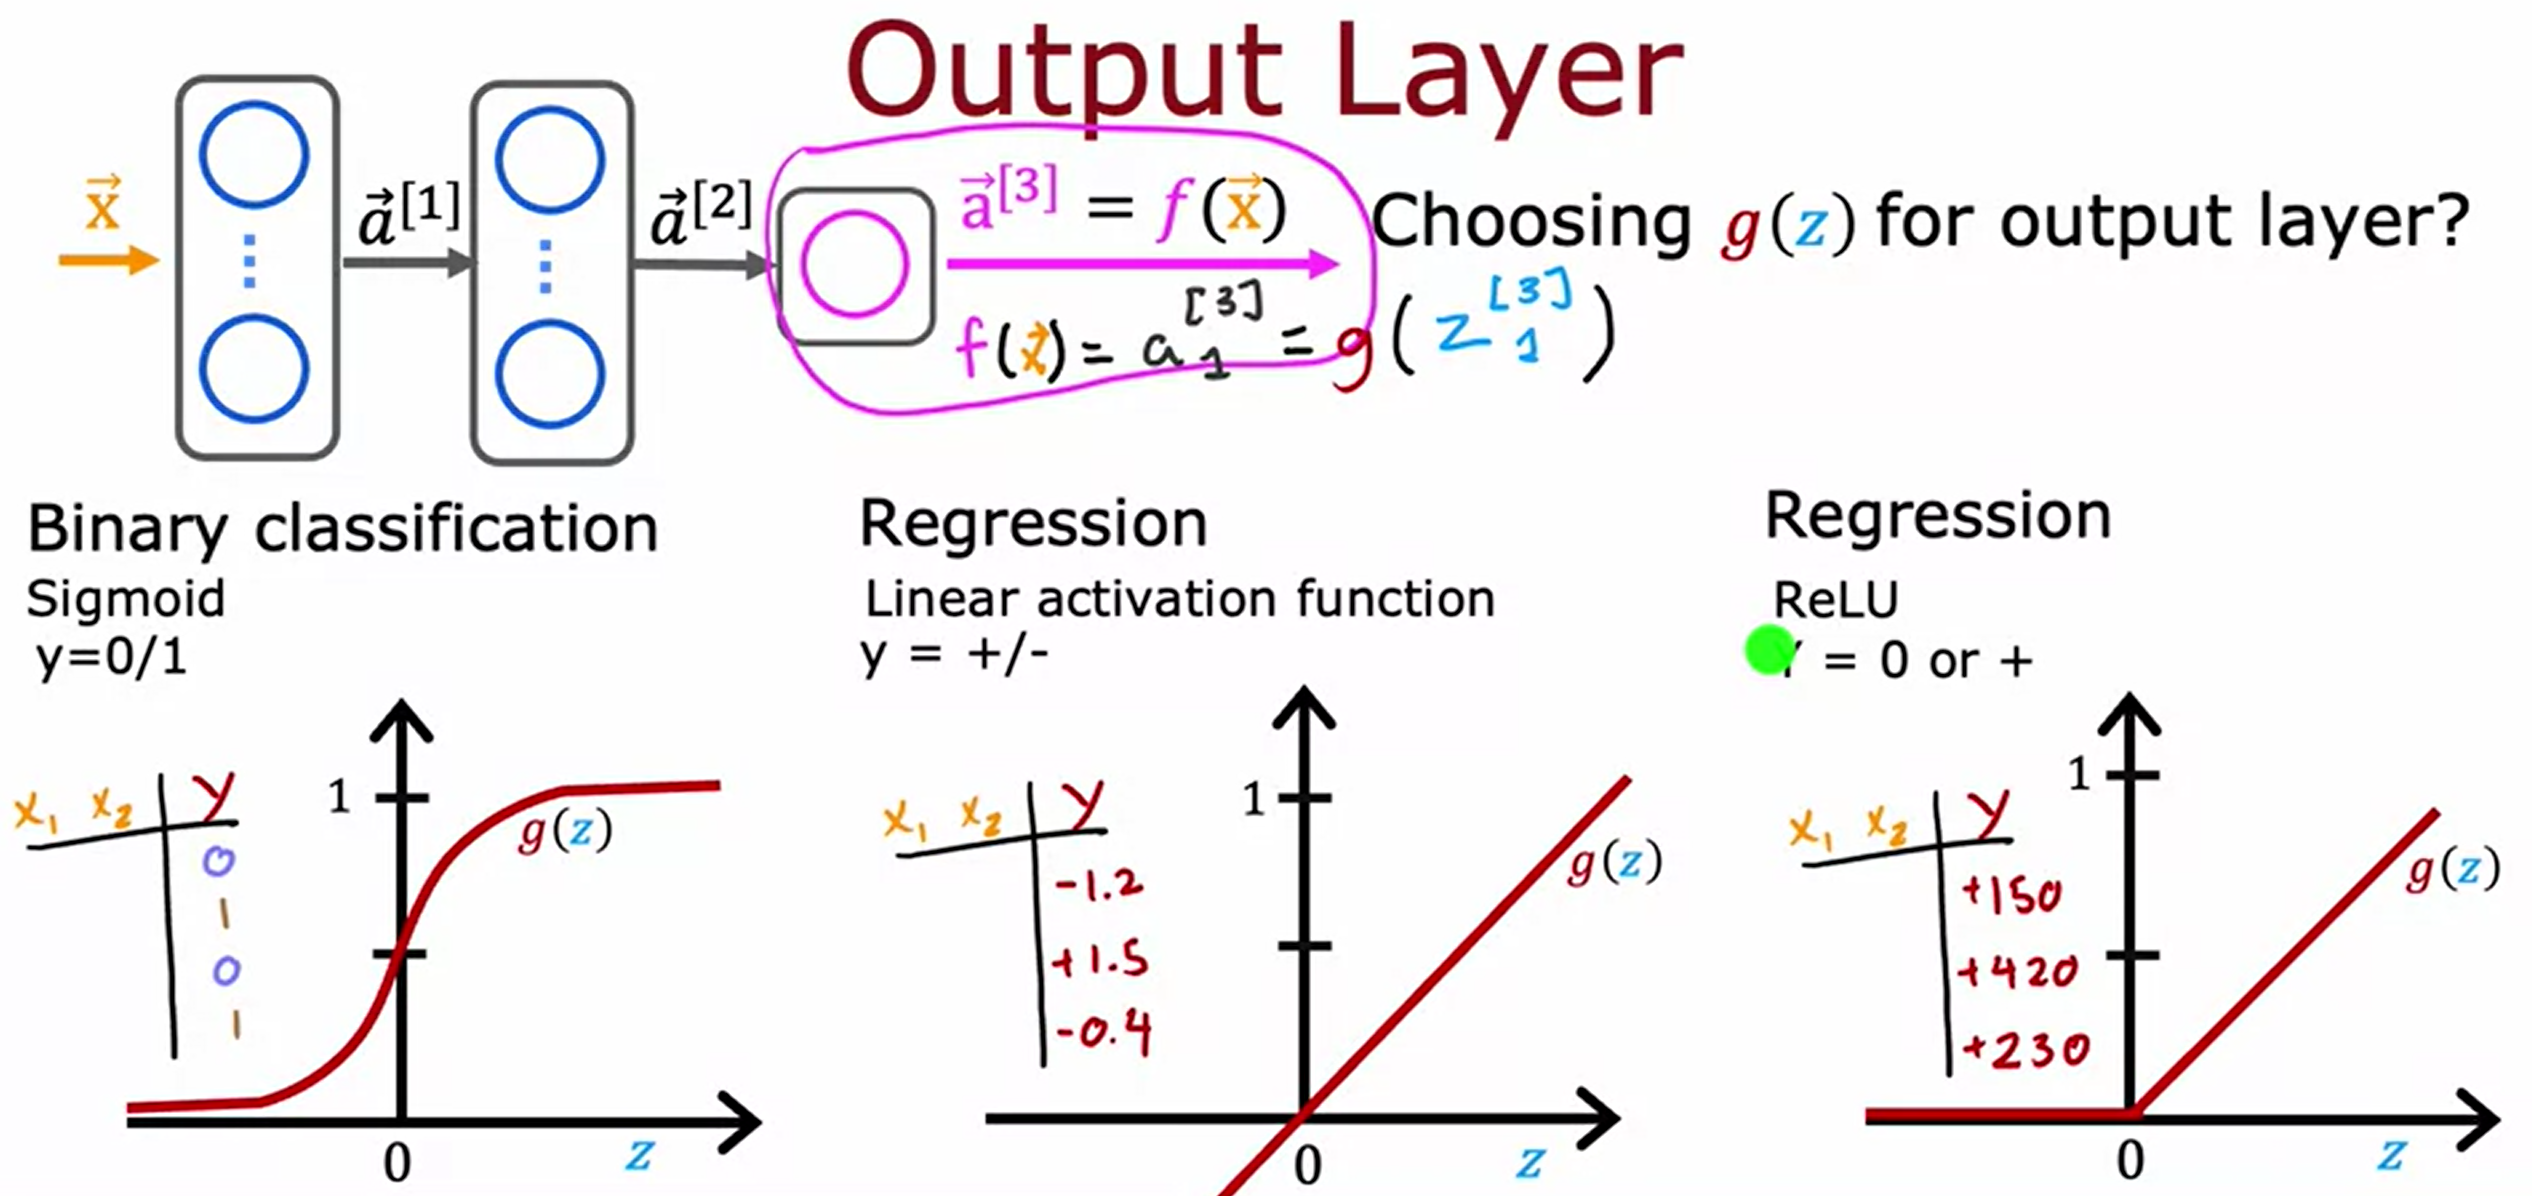 Output Layer
x⃗
a⃗[1]
a⃗[2]
a⃗[3] = f(x⃗)
f(x⃗) = a1[3] = g(z1[3])
Choosing g(z) for output layer?
Binary classification
Sigmoid
y=0/1
x1 x2 y
0
1
0
1
1
g(z)
0
z
Regression
Linear activation function
y = +/-
x1 x2 y
-1.2
+1.5
-0.4
1
g(z)
0
z
Regression
ReLU
Y = 0 or +
x1 x2 y
+150
+420
+230
1
g(z)
0
z